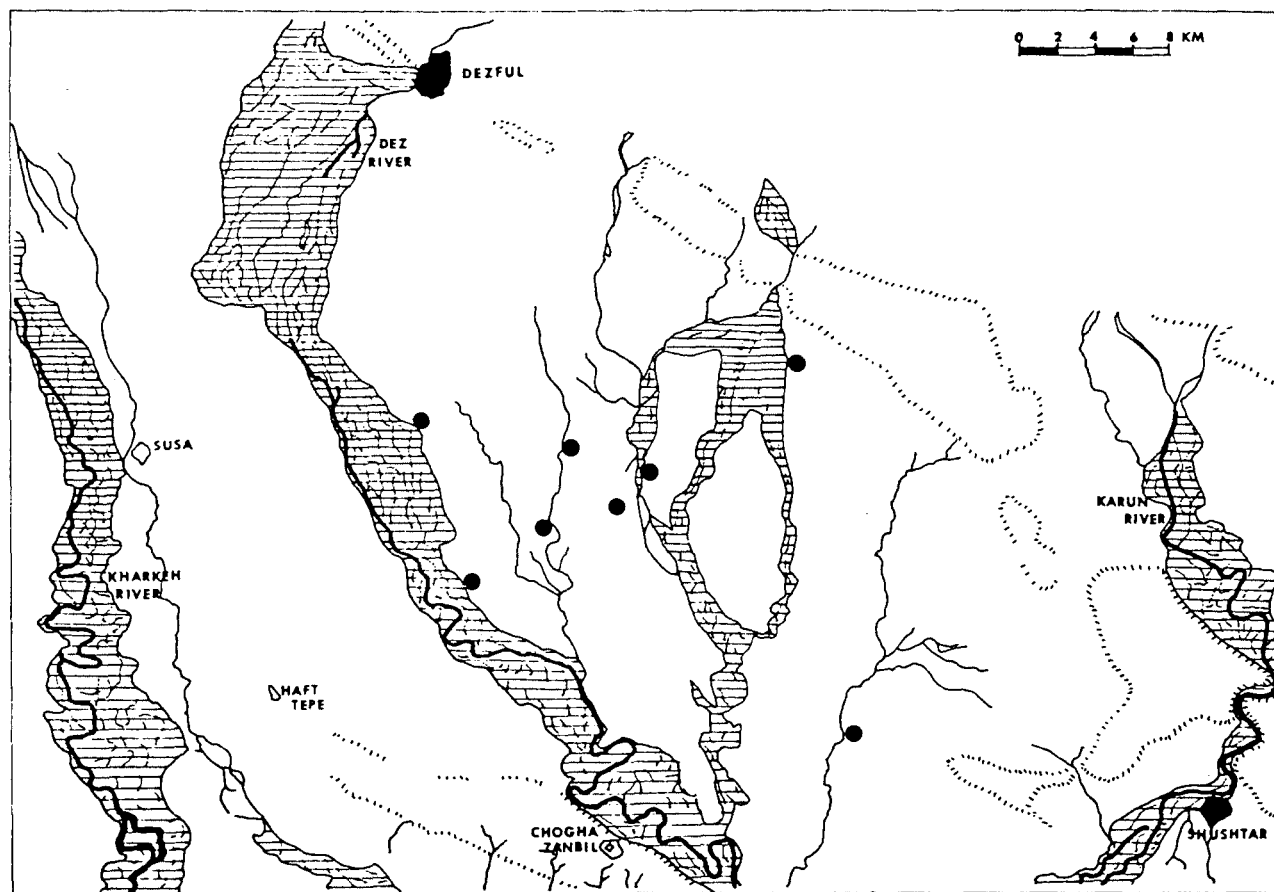 0 2 4 6 8 KM
DEZFUL
DEZ
RIVER
SUSA
KARUN
RIVER
KHARKEH
RIVER
HAFT
TEPE
CHOGHA
ZANBIL
SHUSHTAR